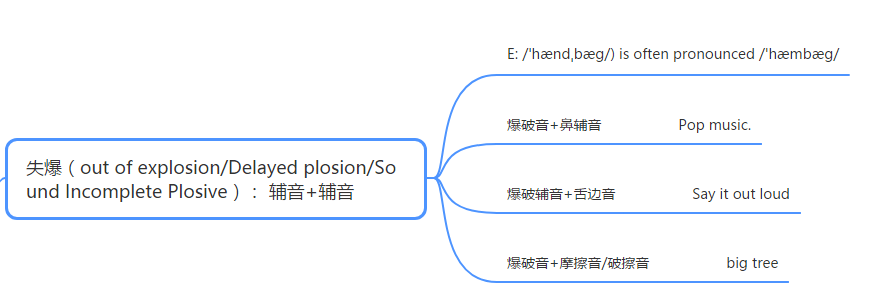 E: /'hænd,bæg/) is often pronounced /'hæmbæg/
爆破音+鼻辅音 Pop music.
失爆（out of explosion/Delayed plosion/So
und Incomplete Plosive）：辅音+辅音
爆破辅音+舌边音 Say it out loud
爆破音+摩擦音/破擦音 big tree